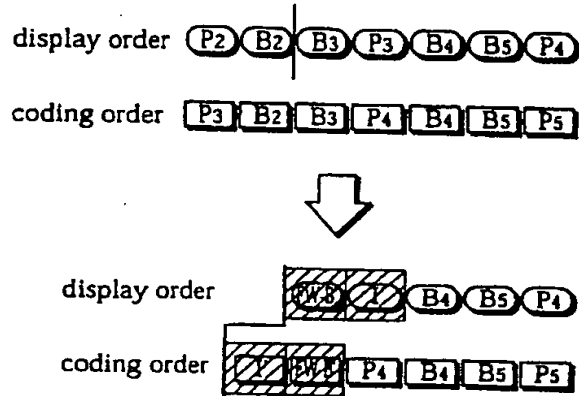 display order P2 B2 B3 P3 B4 B5 P4
coding order P3 B2 B3 P4 B4 B5 P5
display order B4 B5 P4
coding order P4 B4 B5 P5